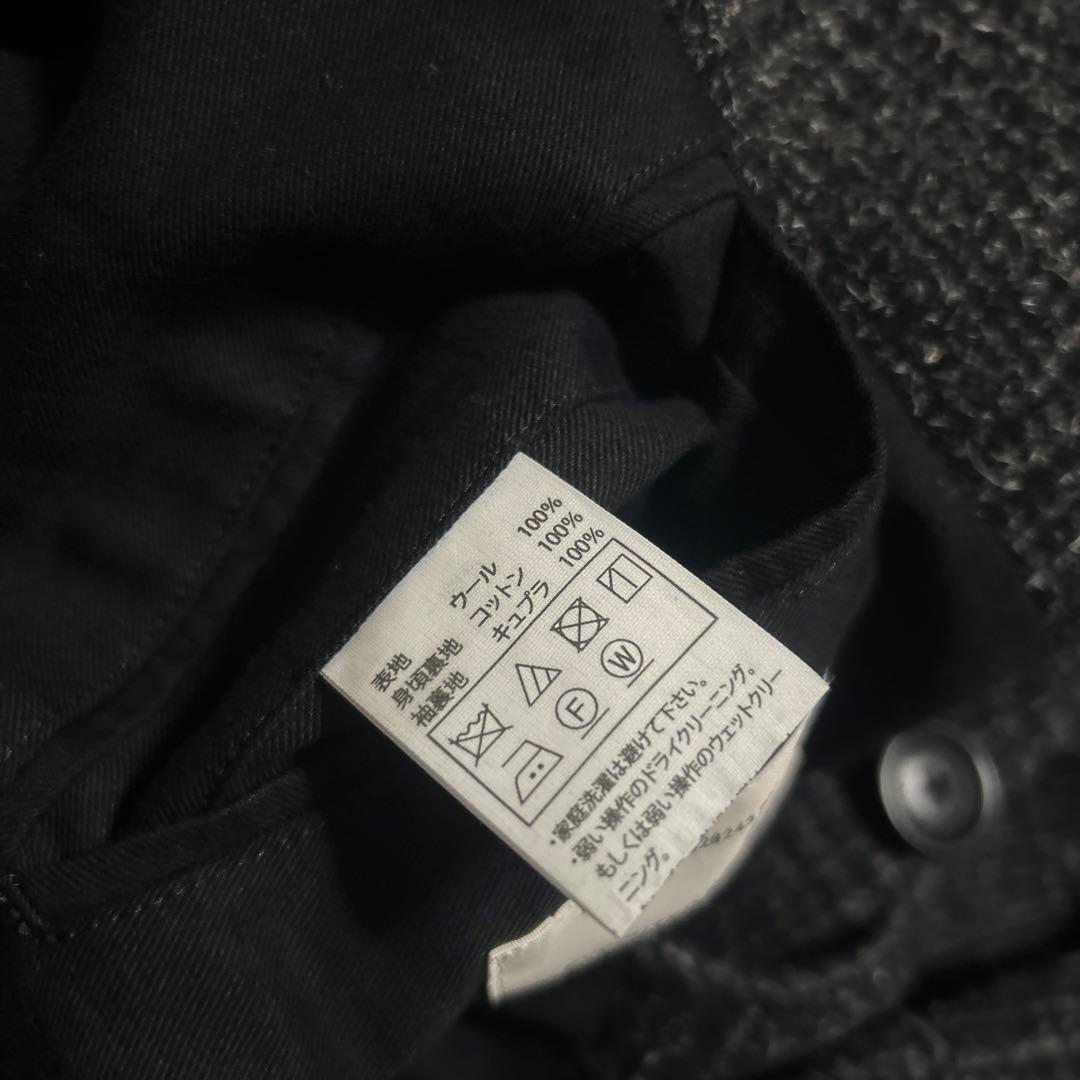 表地 ウール 100%
身頃裏地 コットン 100%
袖裏地 キュプラ 100%
F W
・家庭洗濯は避けて下さい。
・弱い操作のドライクリーニング。
もしくは弱い操作のウェットクリー
ニング。